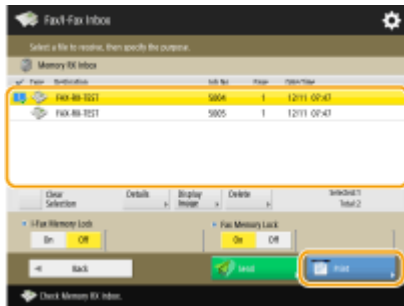 Fax/I-Fax Inbox
Select a file to receive, then specify the purpose.
Memory RX Inbox
Type Destination Job No. Page Date/Time
FAX-RX-TEST 5004 1 12/11 07:47
FAX-RX-TEST 5005 1 12/11 07:47
Clear Selection
Details
Display Image
Delete
Selected:1
Total:2
I-Fax Memory Lock
Fax Memory Lock
On Off
On Off
Back
Send
Print
Check Memory RX Inbox.